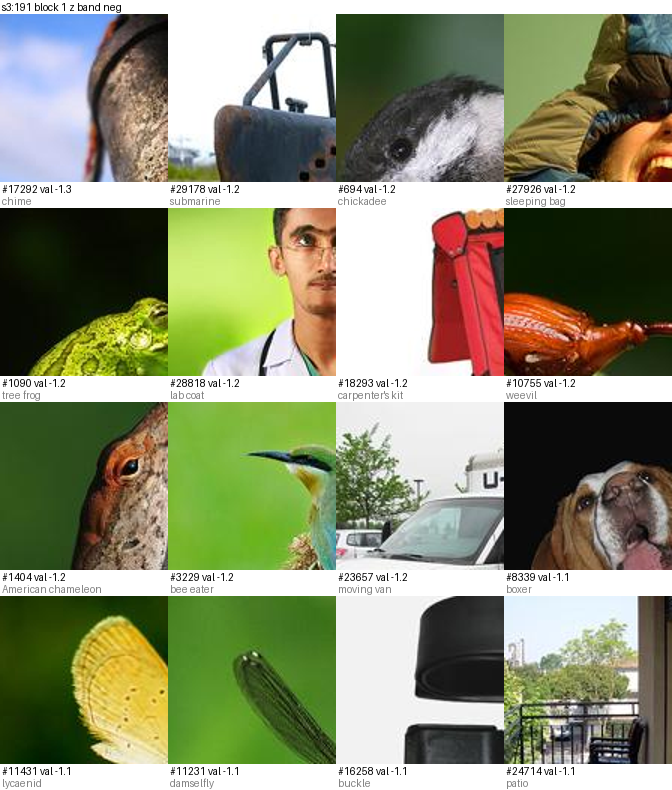 s3:191 block 1 z band neg
#17292 val -1.3
chime
#29178 val -1.2
submarine
#694 val -1.2
chickadee
#27926 val -1.2
sleeping bag
#1090 val -1.2
tree frog
#28818 val -1.2
lab coat
#18293 val -1.2
carpenter's kit
#10755 val -1.2
weevil
#1404 val -1.2
American chameleon
#3229 val -1.2
bee eater
U-
#23657 val -1.2
moving van
#8339 val -1.1
boxer
#11431 val -1.1
lycaenid
#11231 val -1.1
damselfly
#16258 val -1.1
buckle
#24714 val -1.1
patio